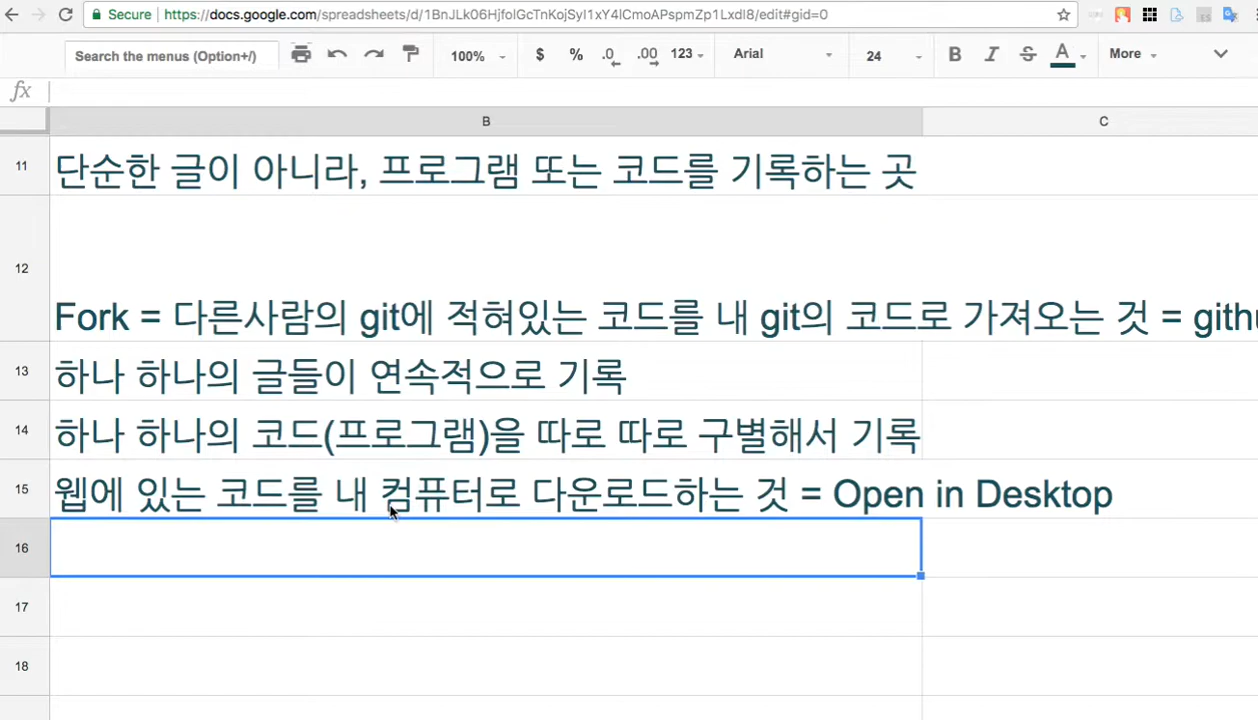 Secure
https://docs.google.com/spreadsheets/d/1BnJLk06HjfolGcTnKojSyI1xY4lCmoAPspmZp1Lxdl8/edit#gid=0
Search the menus (Option+/)
100%
$
%
.0
.00
123
Arial
24
B
I
S
A
More
fx
B
C
11
단순한 글이 아니라, 프로그램 또는 코드를 기록하는 곳
12
Fork = 다른사람의 git에 적혀있는 코드를 내 git의 코드로 가져오는 것 =
13
하나 하나의 글들이 연속적으로 기록
14
하나 하나의 코드(프로그램)을 따로 따로 구별해서 기록
15
웹에 있는 코드를 내 컴퓨터로 다운로드하는 것 = Open in Desktop
16
17
18